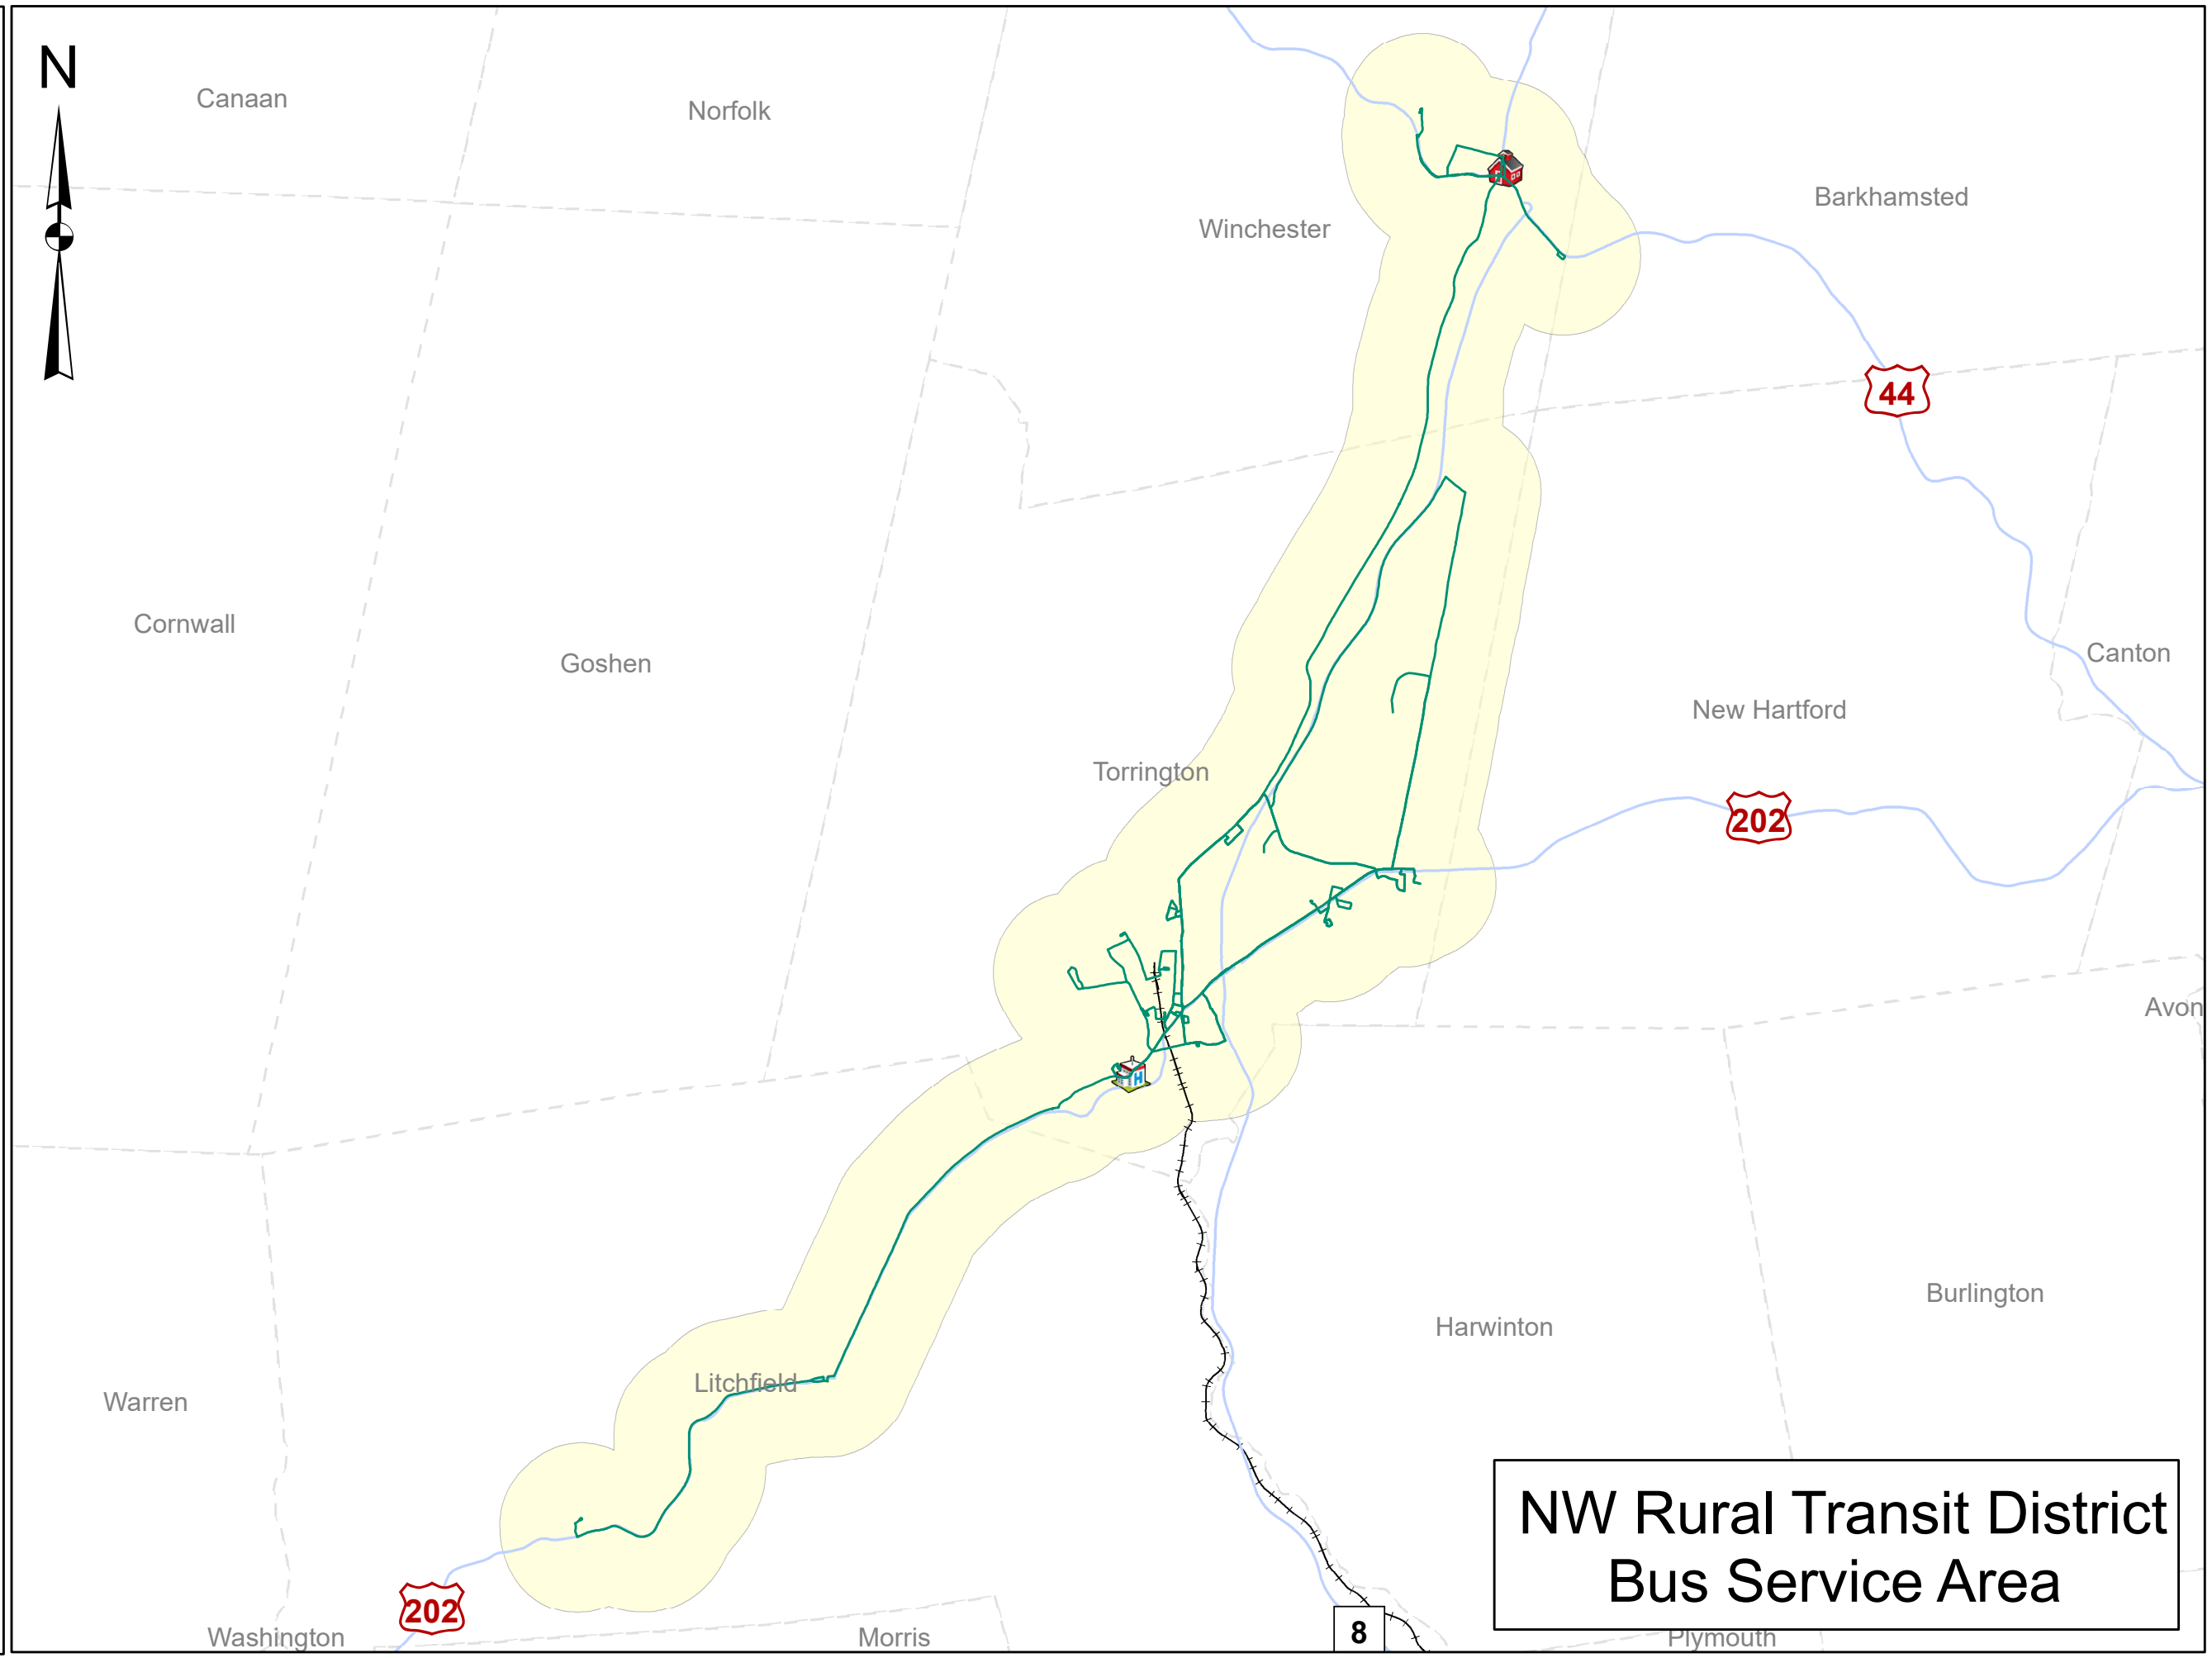 N
Canaan
Norfolk
Barkhamsted
Winchester
44
Cornwall
Goshen
Canton
New Hartford
Torrington
202
Avon
H
Burlington
Harwinton
Litchfield
Warren
NW Rural Transit District
Bus Service Area
202
8
Washington
Morris
Plymouth